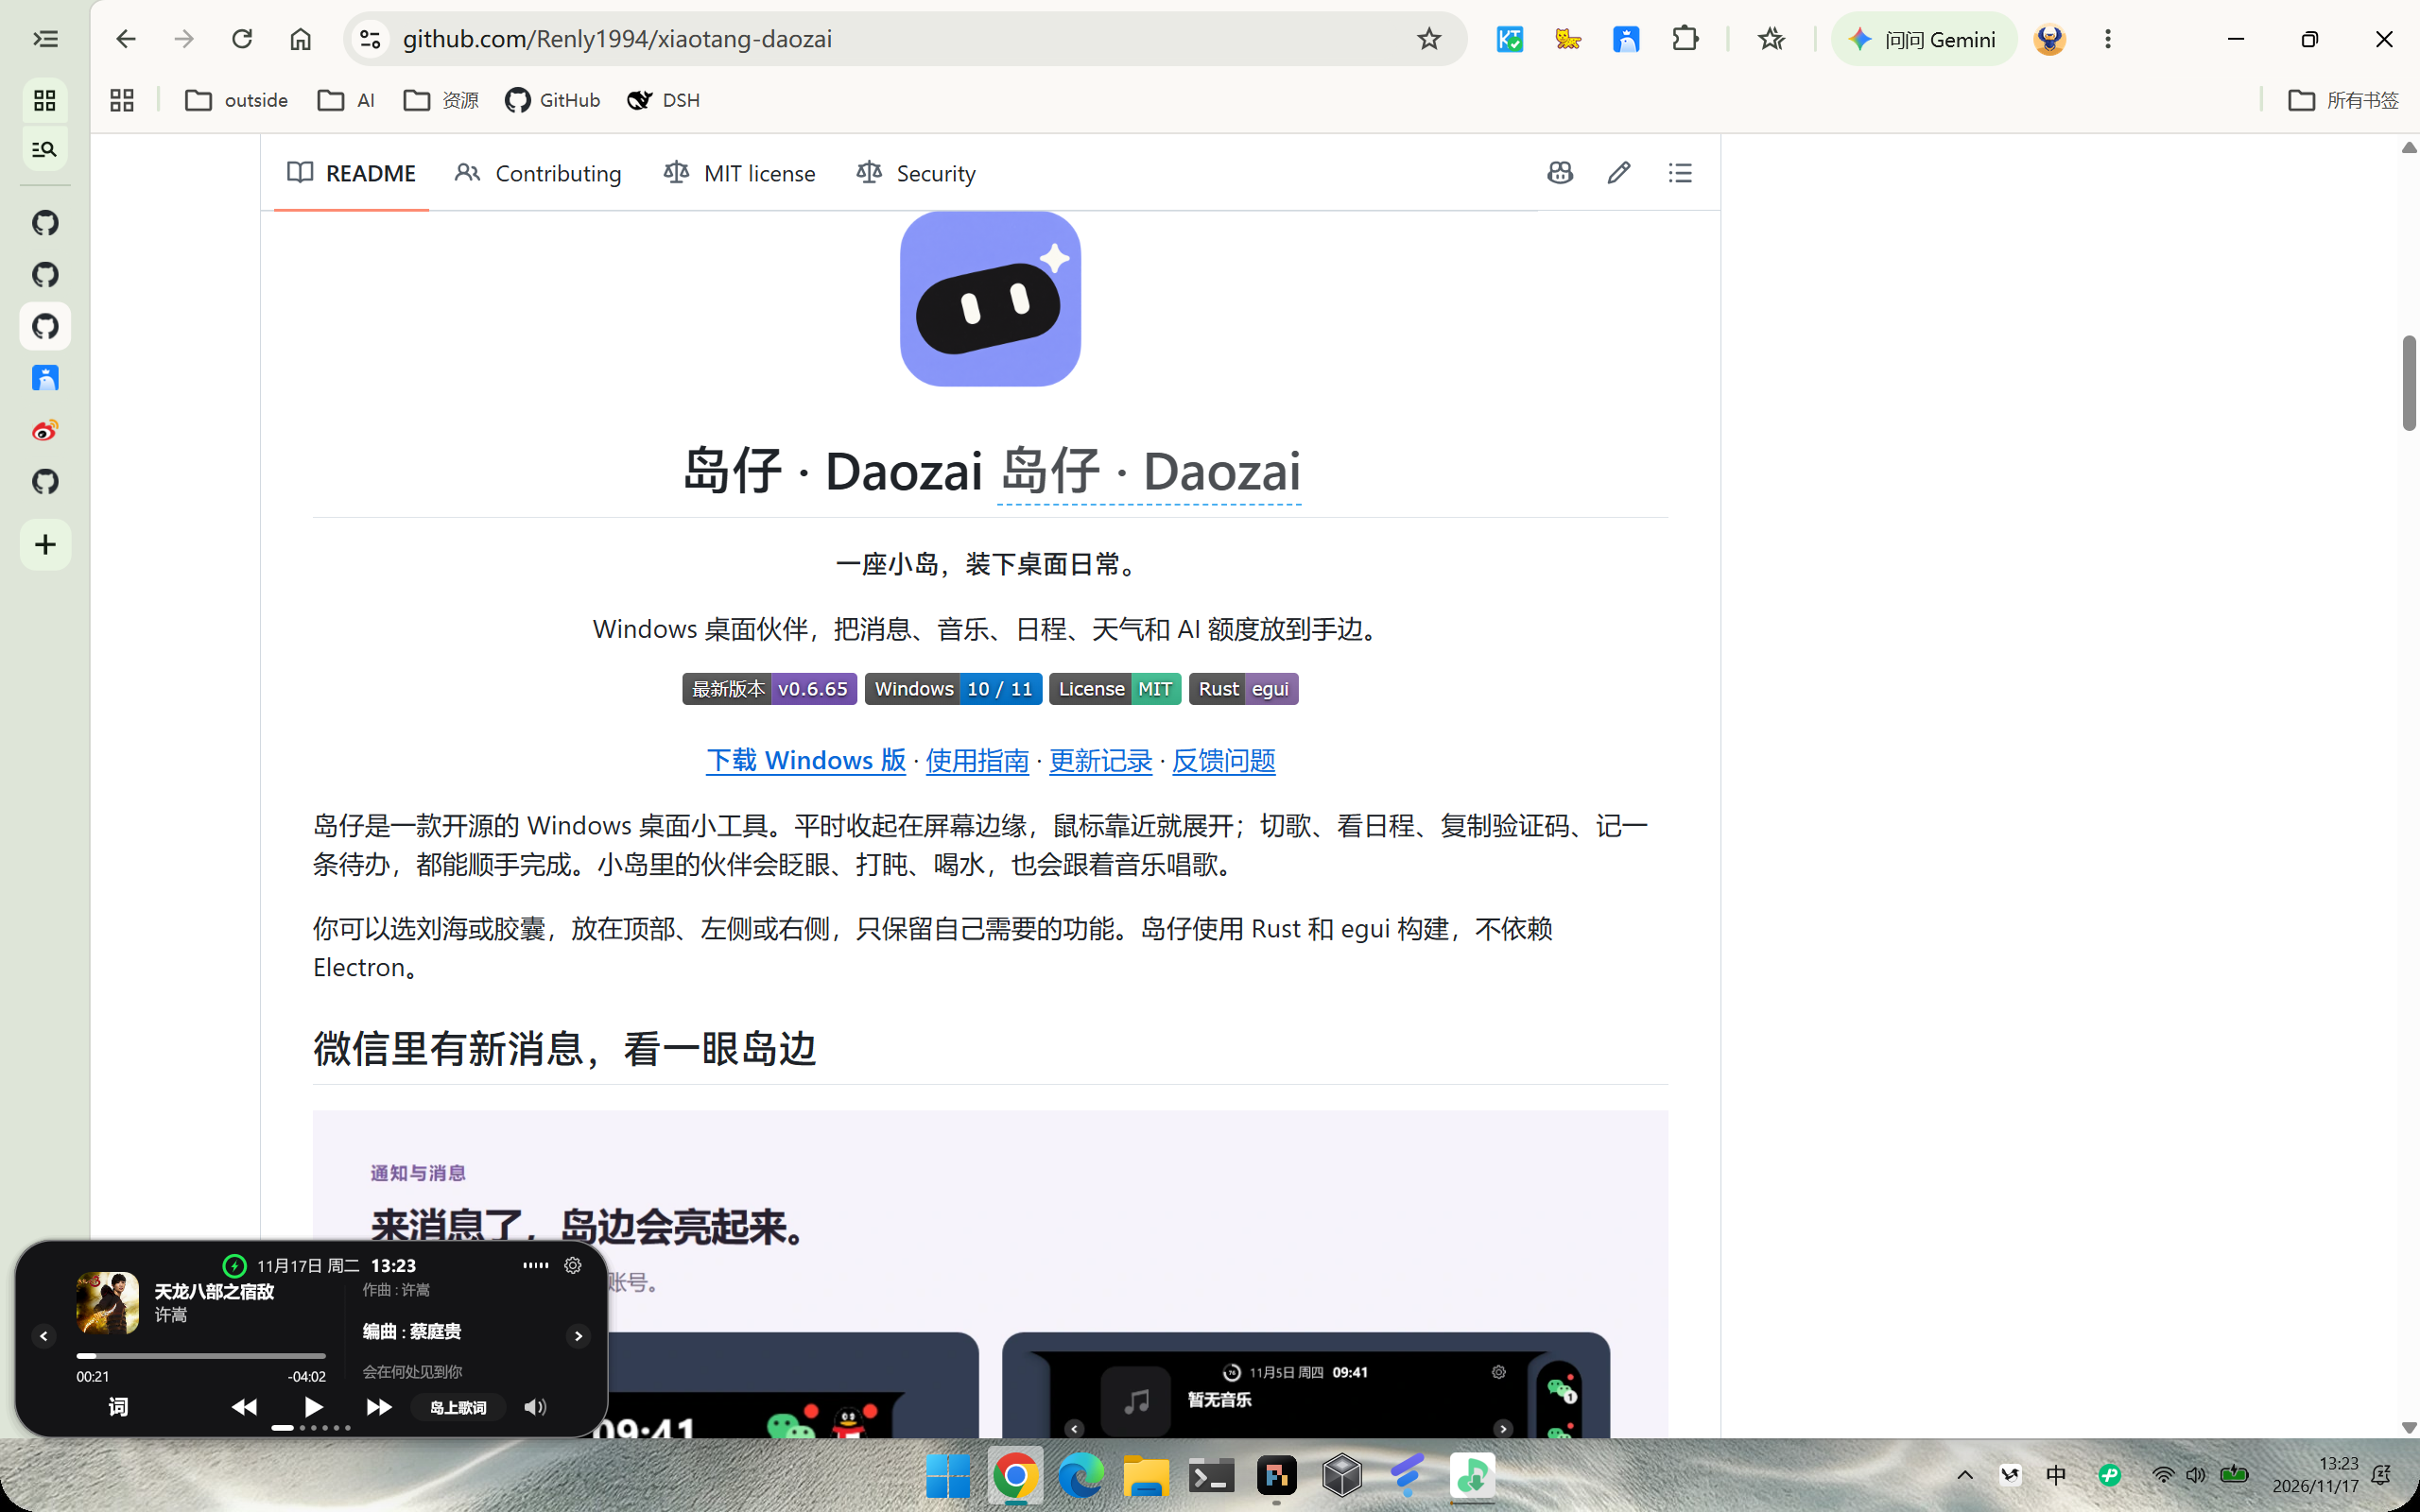 github.com/Renly1994/xiaotang-daozai
问问 Gemini
outside
AI
资源
GitHub
DSH
所有书签
README
Contributing
MIT license
Security
岛仔 · Daozai 岛仔 · Daozai
一座小岛，装下桌面日常。
Windows 桌面伙伴，把消息、音乐、日程、天气和 AI 额度放到手边。
最新版本 v0.6.65 Windows 10 / 11 License MIT Rust egui
下载 Windows 版 · 使用指南 · 更新记录 · 反馈问题
岛仔是一款开源的 Windows 桌面小工具。平时收起在屏幕边缘，鼠标靠近就展开；切歌、看日程、复制验证码、记一
条待办，都能顺手完成。小岛里的伙伴会眨眼、打盹、喝水，也会跟着音乐唱歌。
你可以选刘海或胶囊，放在顶部、左侧或右侧，只保留自己需要的功能。岛仔使用 Rust 和 egui 构建，不依赖
Electron。
微信里有新消息，看一眼岛边
通知与消息
来消息了，岛边会亮起来。
账号。
09:41
11月5日 周四 09:41
暂无音乐
1
11月17日 周二 13:23
天龙八部之宿敌
许嵩
作曲 : 许嵩
编曲 : 蔡庭贵
会在何处见到你
00:21
-04:02
词
岛上歌词
中
13:23
2026/11/17